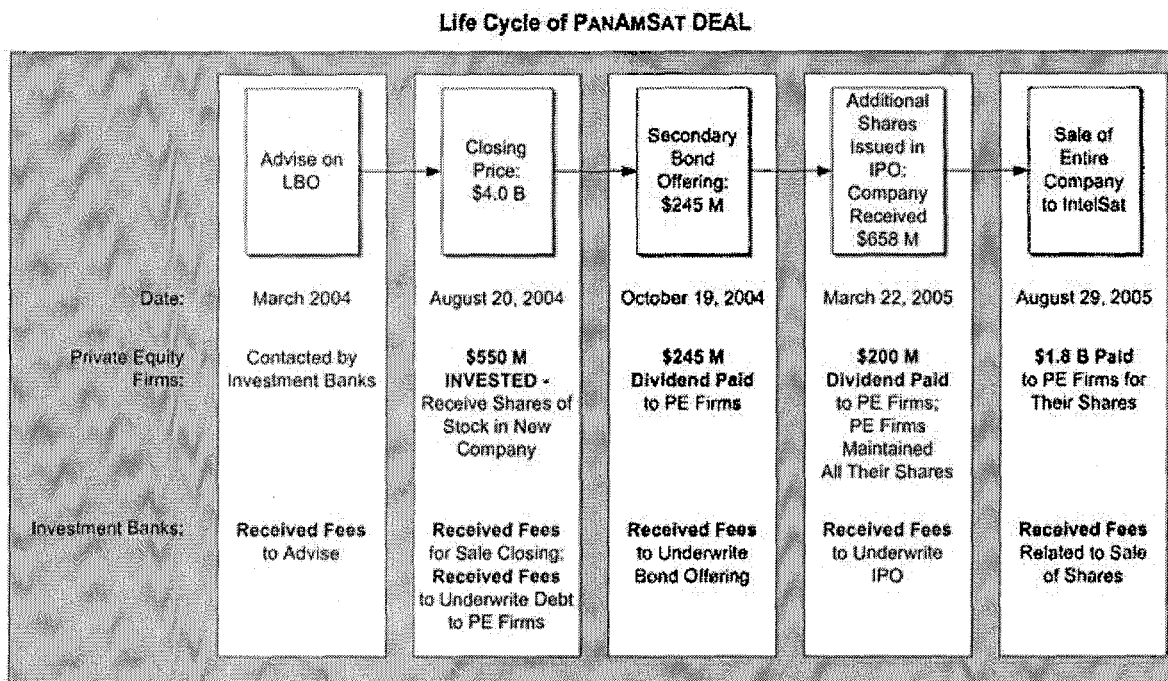 Life Cycle of PANAMSAT DEAL
Advise on
LBO
Closing
Price:
$4.0 B
Secondary
Bond
Offering:
$245 M
Additional
Shares
Issued in
IPO:
Company
Received
$658 M
Sale of
Entire
Company
to IntelSat
Date:
March 2004
August 20, 2004
October 19, 2004
March 22, 2005
August 29, 2005
Private Equity
Firms:
Contacted by
Investment Banks
$550 M
INVESTED -
Receive Shares of
Stock in New
Company
$245 M
Dividend Paid
to PE Firms
$200 M
Dividend Paid
to PE Firms;
PE Firms
Maintained
All Their Shares
$1.8 B Paid
to PE Firms for
Their Shares
Investment Banks:
Received Fees
to Advise
Received Fees
for Sale Closing;
Received Fees
to Underwrite Debt
to PE Firms
Received Fees
to Underwrite
Bond Offering
Received Fees
to Underwrite
IPO
Received Fees
Related to Sale
of Shares